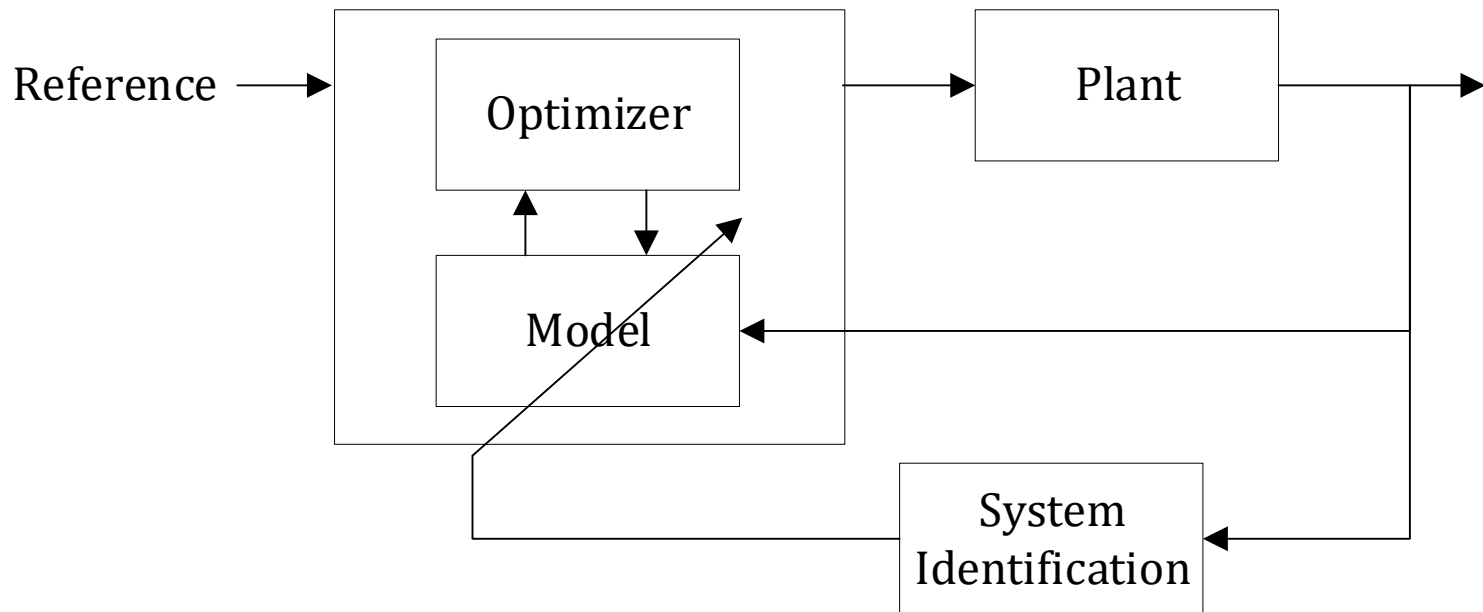 Reference
Optimizer
Plant
Model
System
Identification